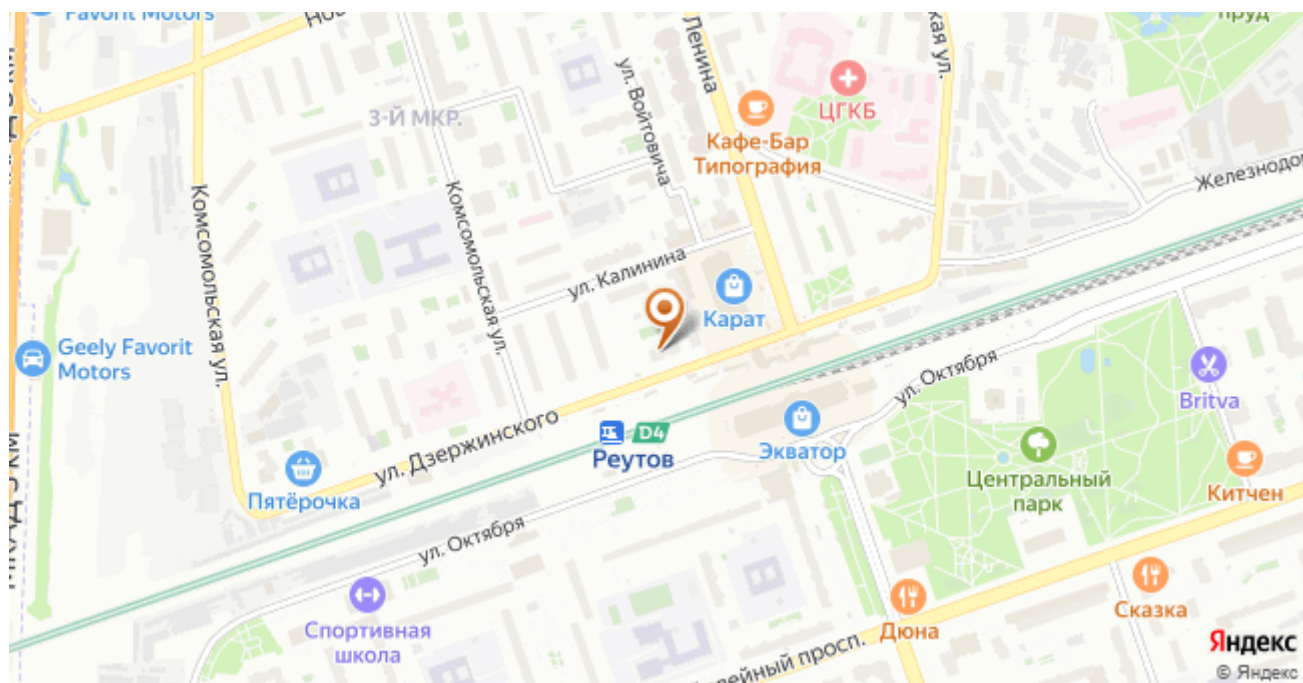 Favorit Motors
Ленина
ул. Войтовича
3-Й МКР.
ЦГКБ
Кафе-Бар
Типография
пруд
Комсомольская ул.
Комсомольская ул.
ул. Калинина
Карат
Geely Favorit
Motors
ул. Октября
Britva
ул. Дзержинского
D4
Реутов
Экватор
Центральный
парк
Китчен
Пятёрочка
ул. Октября
Спортивная
школа
Дюна
Сказка
просп.
Яндекс
© Яндекс